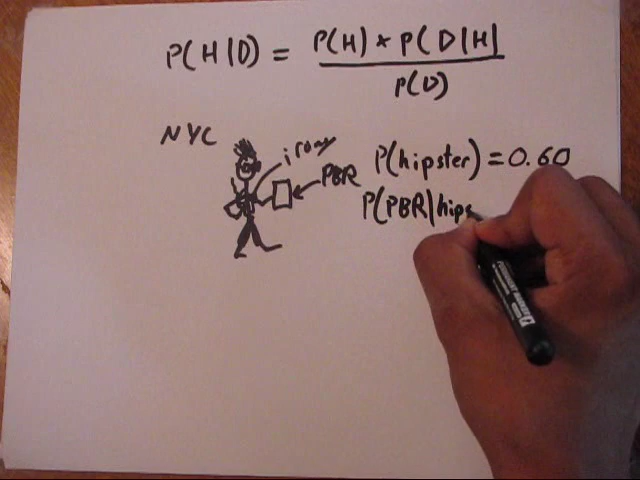 P(H|D) = P(H) * P(D|H|
P(D)
NYC
irony
PBR
P(hipster) = 0.60
P(PBR|hips